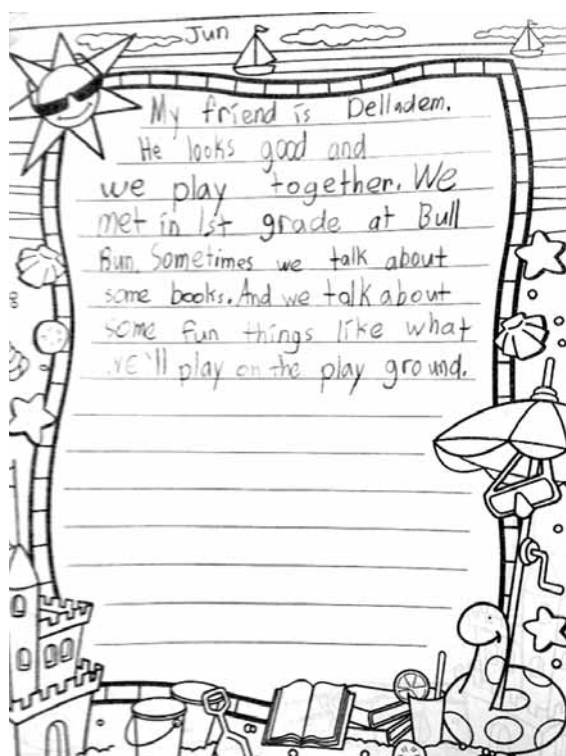 Jun
My friend is Delladem.
He looks good and
we play together. We
met in 1st grade at Bull
Run. Sometimes we talk about
some books. And we talk about
some fun things like what
we'll play on the play ground.